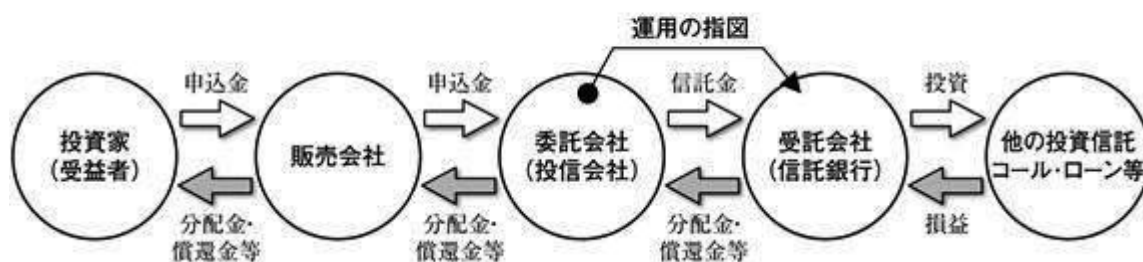 運用の指図
申込金
申込金
信託金
投資
投資家
(受益者)
販売会社
委託会社
(投信会社)
受託会社
(信託銀行)
他の投資信託
コール・ローン等
分配金・
償還金等
分配金・
償還金等
分配金・
償還金等
損益